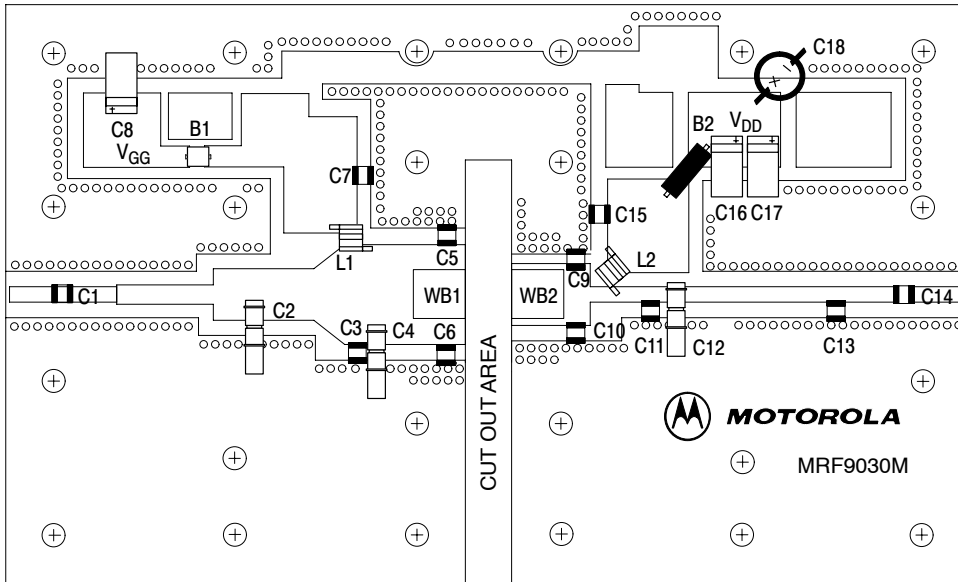 C18
C8
B1
B2
VDD
VGG
C7
C16
C17
C15
C5
L1
C9
L2
C1
WB1
WB2
C14
C2
C3
C4
C6
C10
C11
C12
C13
CUT OUT AREA
MOTOROLA
MRF9030M